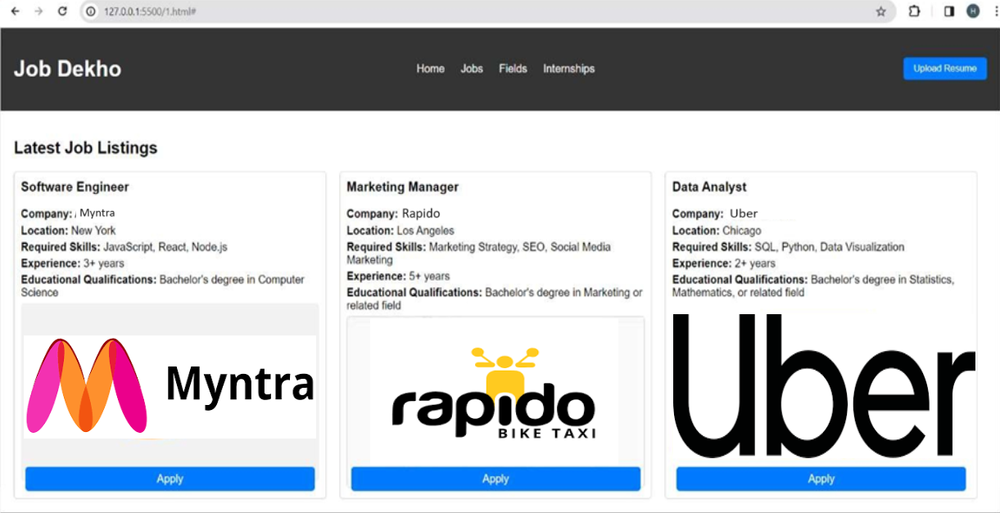 127.0.0.1:5500/1.html#
H
Job Dekho
Home Jobs Fields Internships
Upload Resume
Latest Job Listings
Software Engineer
Company: Myntra
Location: New York
Required Skills: JavaScript, React, Node.js
Experience: 3+ years
Educational Qualifications: Bachelor's degree in Computer
Science
Myntra
Apply
Marketing Manager
Company: Rapido
Location: Los Angeles
Required Skills: Marketing Strategy, SEO, Social Media
Marketing
Experience: 5+ years
Educational Qualifications: Bachelor's degree in Marketing or
related field
rapido
BIKE TAXI
Apply
Data Analyst
Company: Uber
Location: Chicago
Required Skills: SQL, Python, Data Visualization
Experience: 2+ years
Educational Qualifications: Bachelor's degree in Statistics,
Mathematics, or related field
Uber
Apply